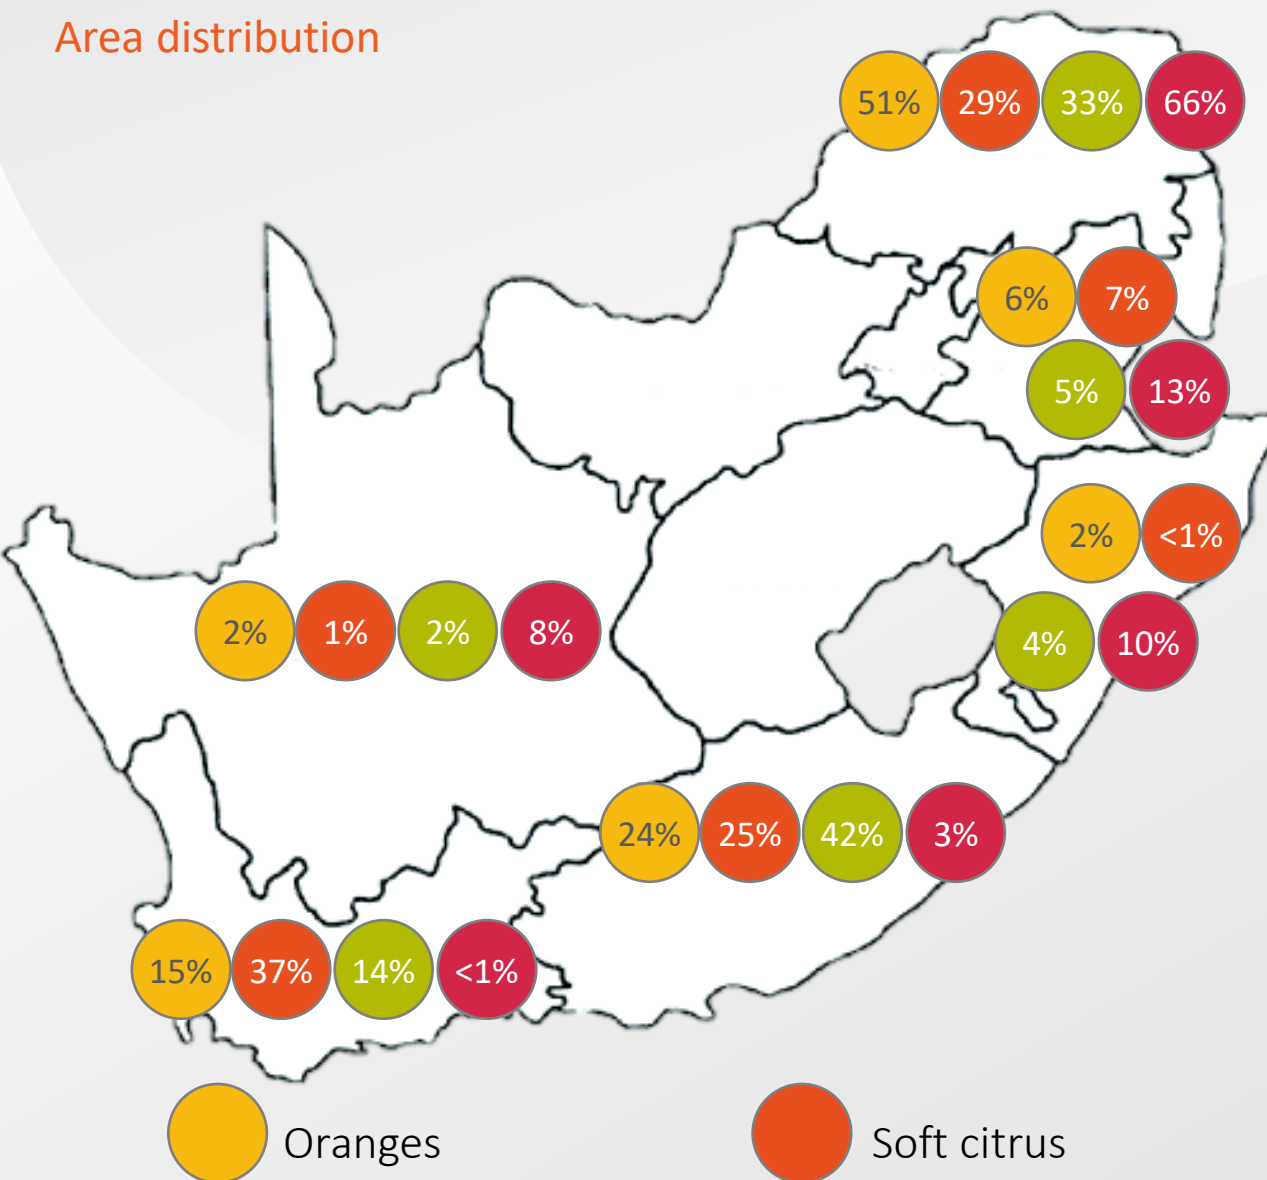 Area distribution
51% 29% 33% 66%
6% 7%
5% 13%
2% <1%
2% 1% 2% 8%
4% 10%
24% 25% 42% 3%
15% 37% 14% <1%
Oranges Soft citrus